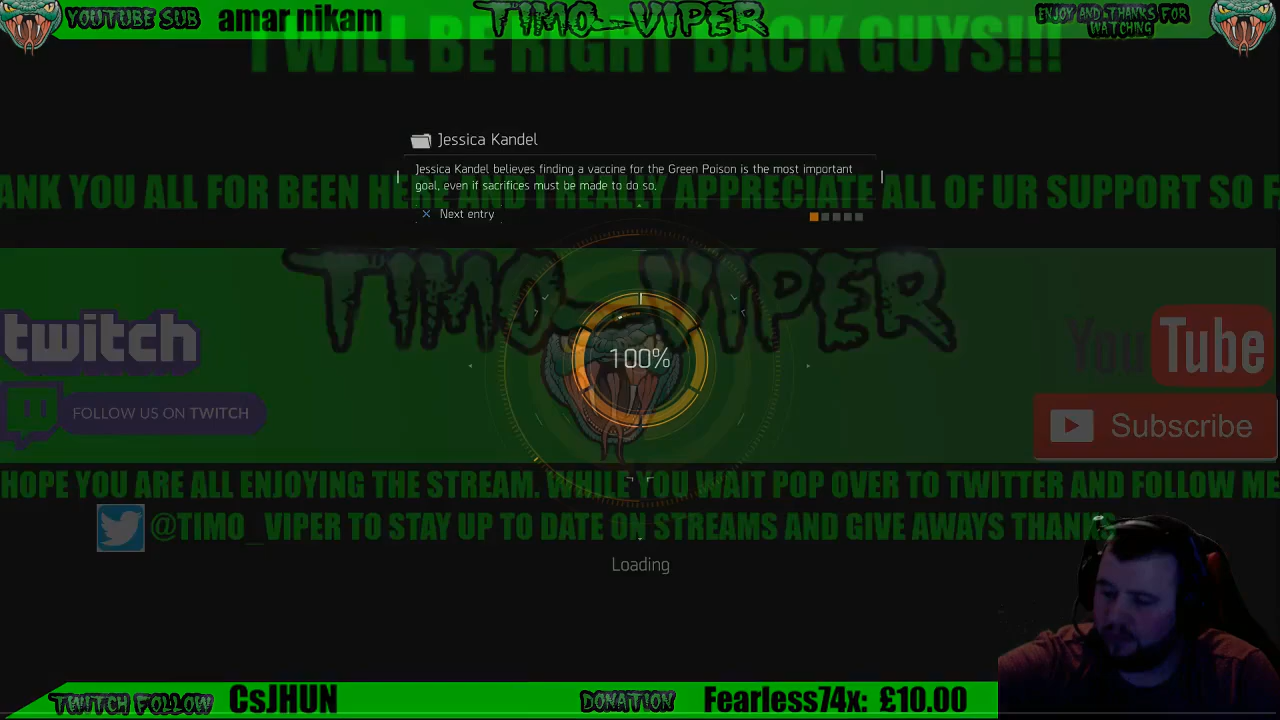 YOUTUBE SUB amar nikam
TIMO_VIPER
ENJOY AND THANKS FOR
WATCHING
I WILL BE RIGHT BACK GUYS!!!
Jessica Kandel
Jessica Kandel believes finding a vaccine for the Green Poison is the most important
goal, even if sacrifices must be made to do so.
ANK YOU ALL FOR BEEN HERE AND I REALLY APPRECIATE ALL OF UR SUPPORT SO F
Next entry
TIMO_VIPER
twitch
FOLLOW US ON TWITCH
100%
YouTube
Subscribe
HOPE YOU ARE ALL ENJOYING THE STREAM. WHILE YOU WAIT POP OVER TO TWITTER AND FOLLOW ME
@TIMO_VIPER TO STAY UP TO DATE ON STREAMS AND GIVE AWAYS THANKS
Loading
TWITCH FOLLOW CsJHUN
DONATION Fearless74x: £10.00